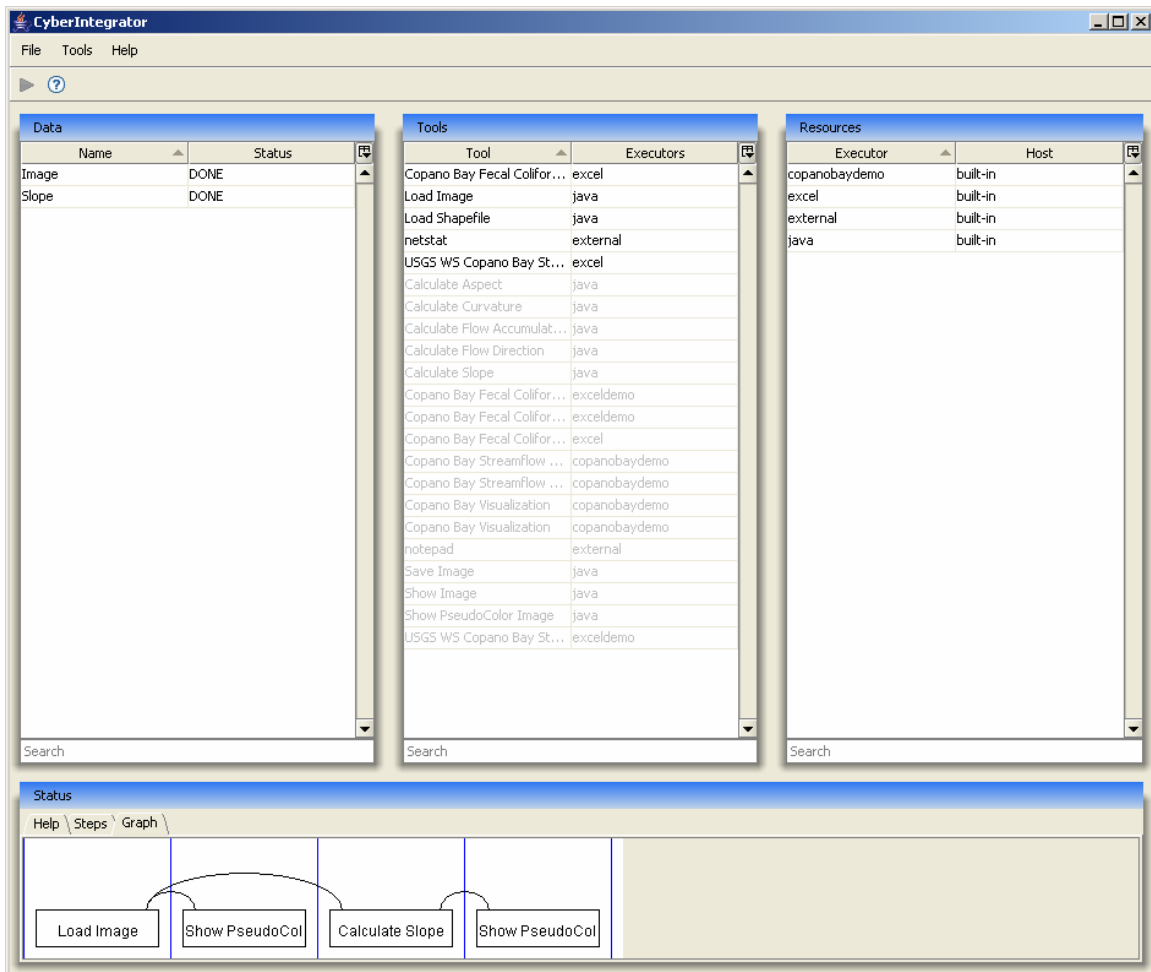 CyberIntegrator
File Tools Help
Data
Name Status
Image DONE
Slope DONE
Search
Tools
Tool Executors
Copano Bay Fecal Colifor... excel
Load Image java
Load Shapefile java
netstat external
USGS WS Copano Bay St... excel
Calculate Aspect java
Calculate Curvature java
Calculate Flow Accumulat... java
Calculate Flow Direction java
Calculate Slope java
Copano Bay Fecal Colifor... exceldemo
Copano Bay Fecal Colifor... exceldemo
Copano Bay Fecal Colifor... excel
Copano Bay Streamflow ... copanobaydemo
Copano Bay Streamflow ... copanobaydemo
Copano Bay Visualization copanobaydemo
Copano Bay Visualization copanobaydemo
notepad external
Save Image java
Show Image java
Show PseudoColor Image java
USGS WS Copano Bay St... exceldemo
Search
Resources
Executor Host
copanobaydemo built-in
excel built-in
external built-in
java built-in
Search
Status
Help Steps Graph
Load Image Show PseudoCol Calculate Slope Show PseudoCol